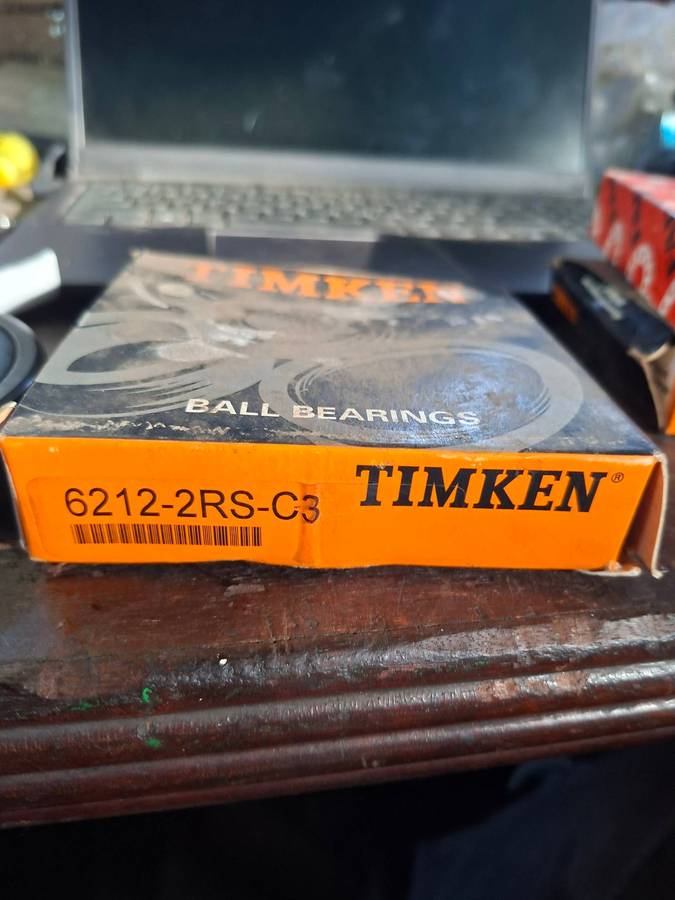 TIMKEN
BALL BEARINGS
6212-2RS-C3
TIMKEN®